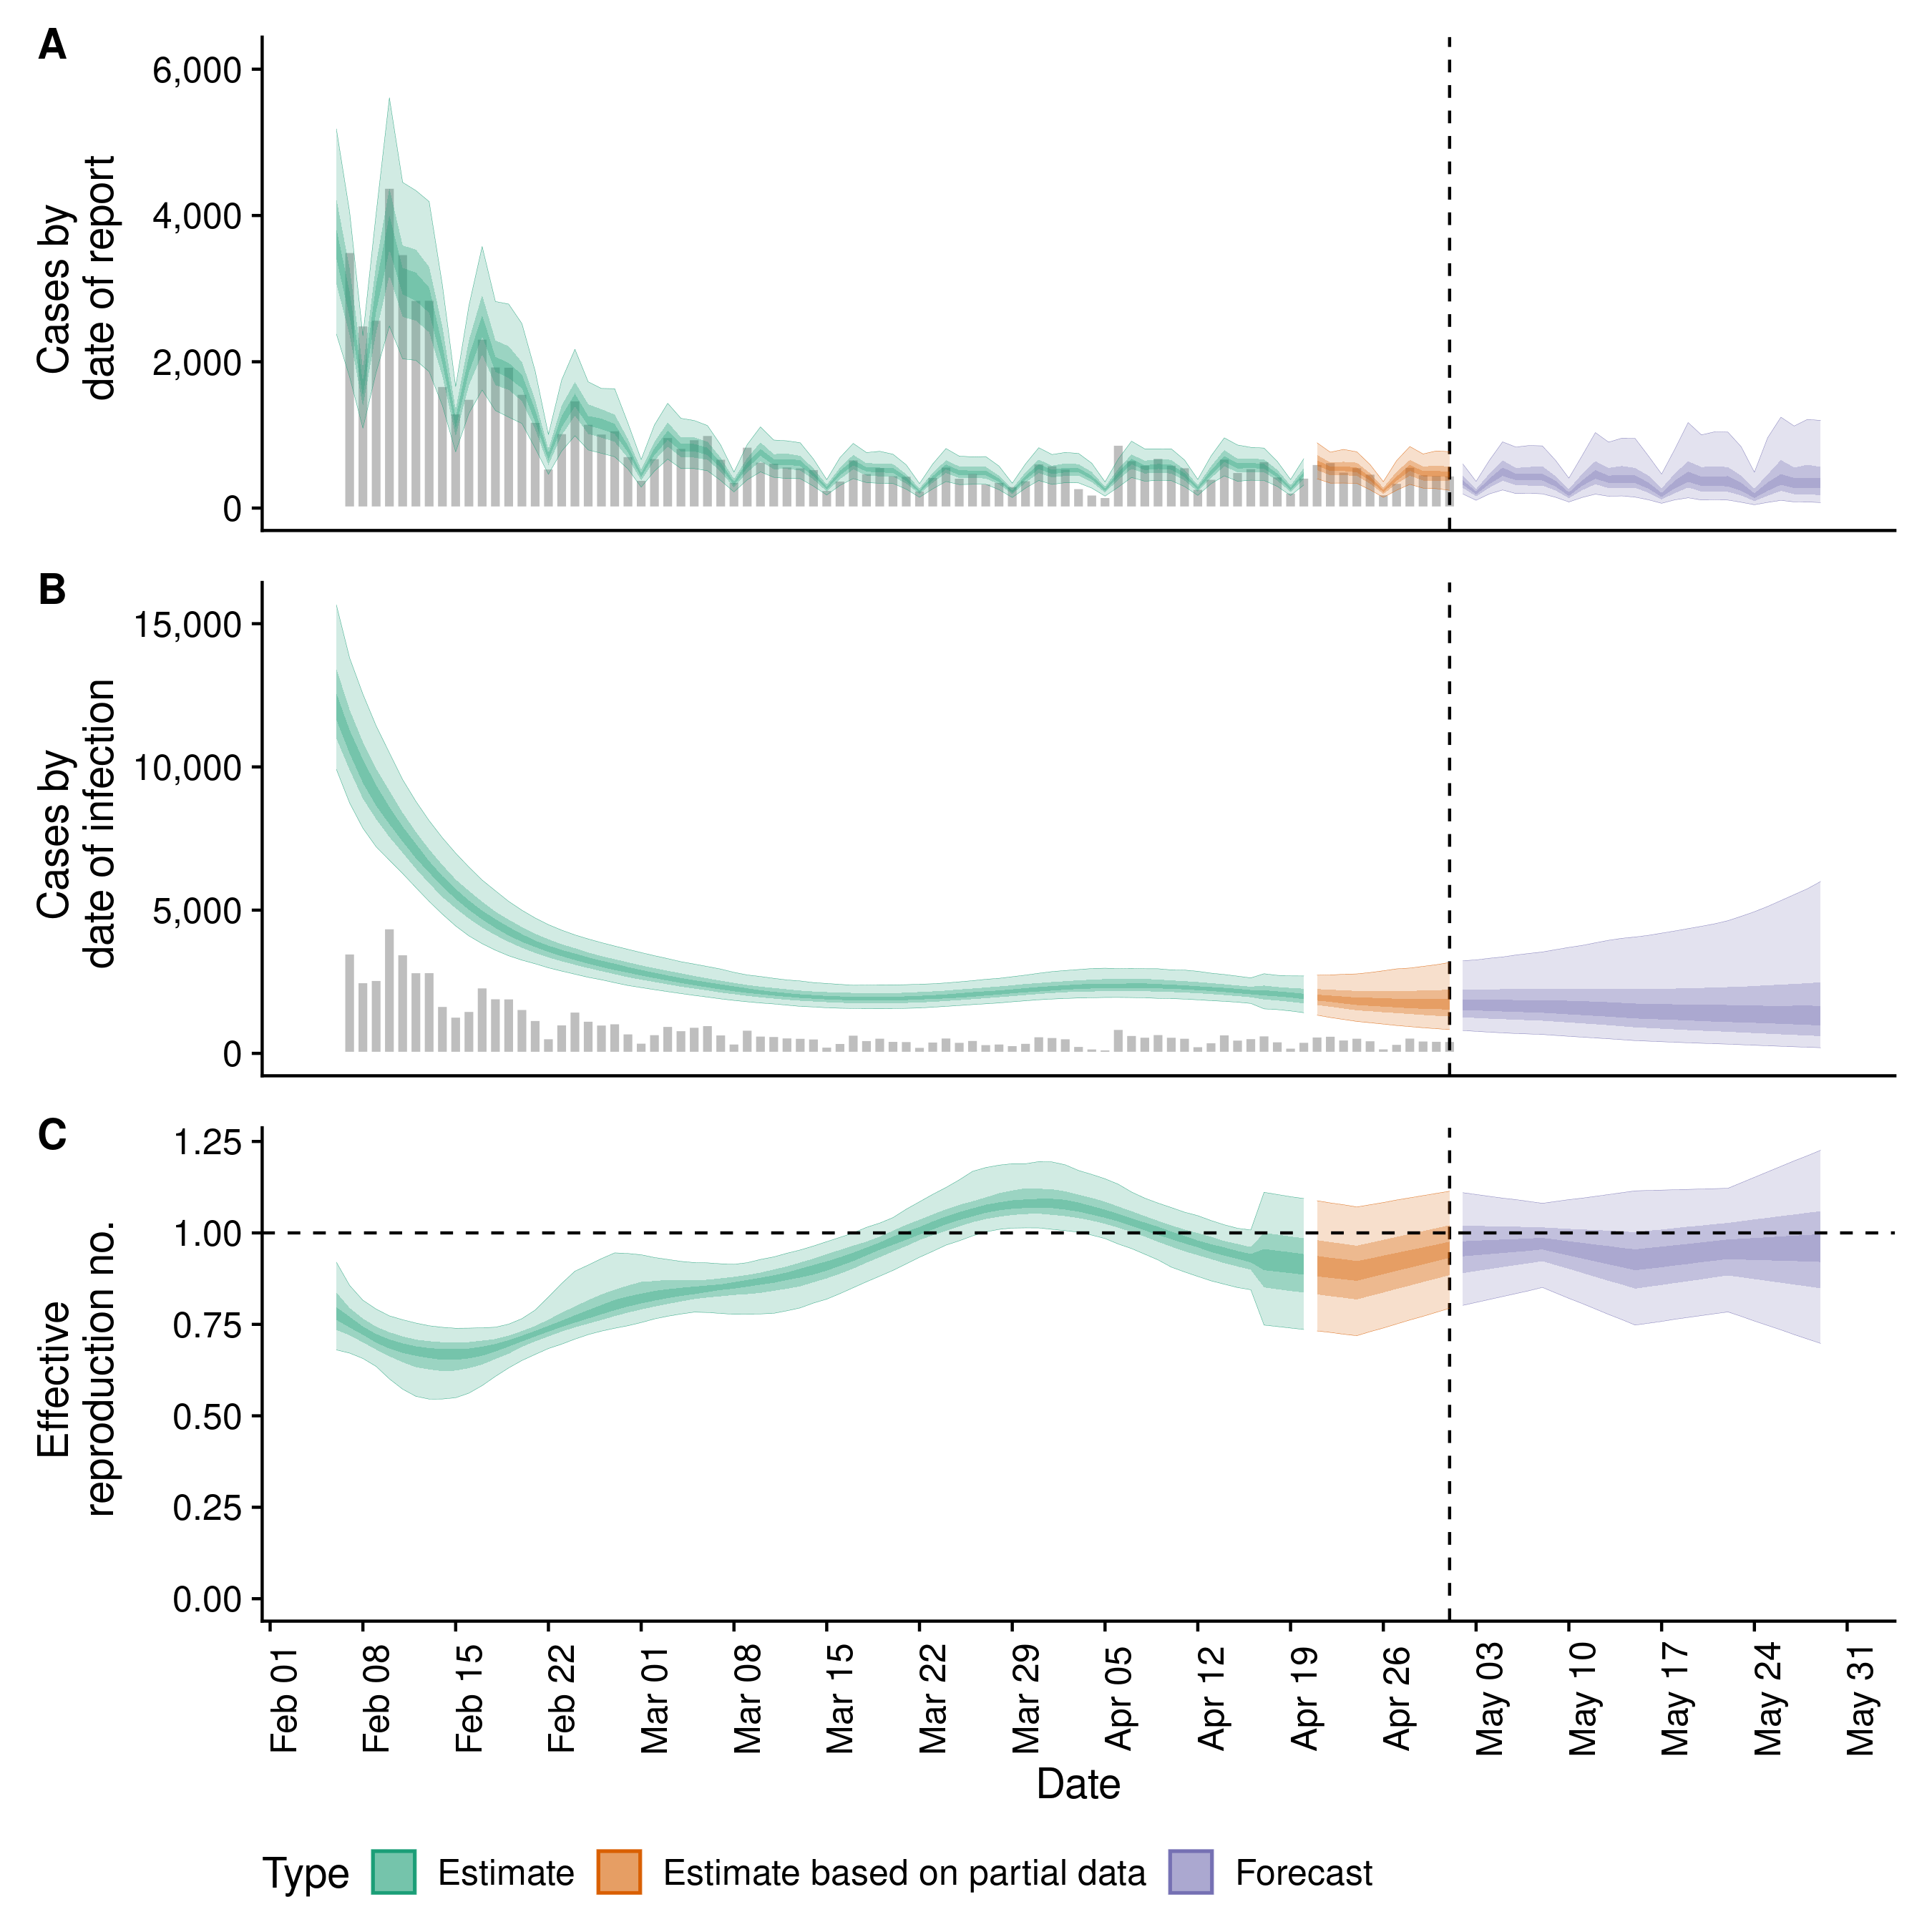 A
Cases by
date of report
6,000
4,000
2,000
0
B
Cases by
date of infection
15,000
10,000
5,000
0
C
Effective
reproduction no.
1.25
1.00
0.75
0.50
0.25
0.00
Feb 01
Feb 08
Feb 15
Feb 22
Mar 01
Mar 08
Mar 15
Mar 22
Mar 29
Apr 05
Apr 12
Apr 19
Apr 26
May 03
May 10
May 17
May 24
May 31
Date
Type
Estimate
Estimate based on partial data
Forecast